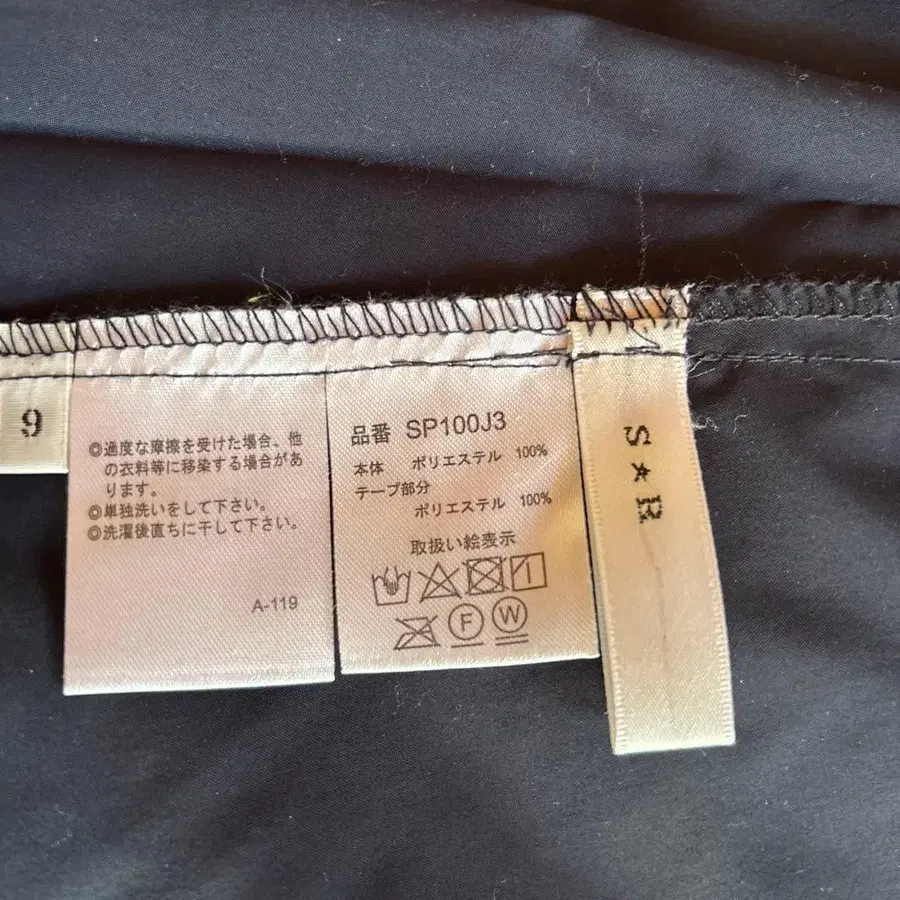 9
◎過度な摩擦を受けた場合、他
の衣料等に移染する場合があ
ります。
◎単独洗いをして下さい。
◎洗濯後直ちに干して下さい。
A-119
品番 SP100J3
本体 ポリエステル 100%
テープ部分
ポリエステル 100%
取扱い絵表示
F W
S★R